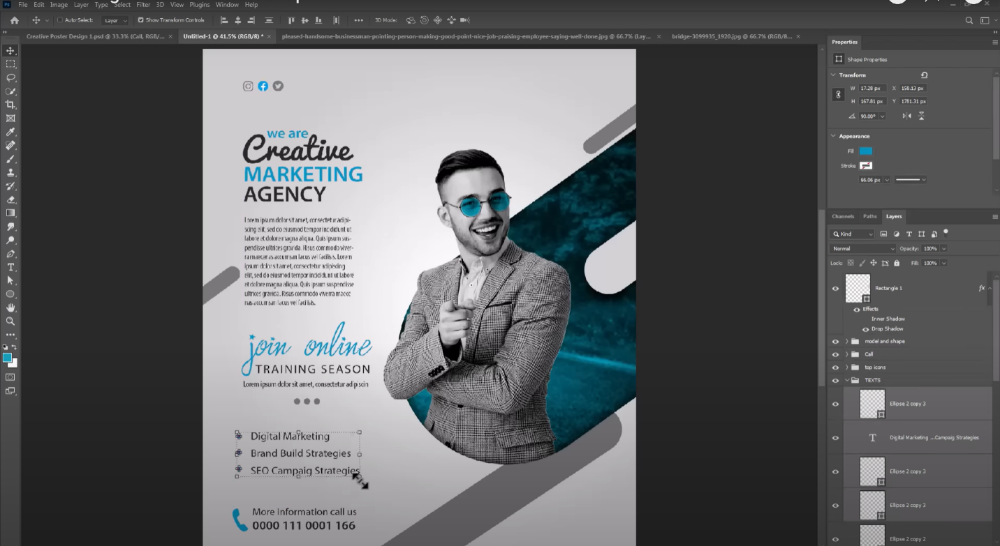 File Edit Image Layer Type Select Filter 3D View Plugins Window Help
Auto-Select: Layer Show Transform Controls 3D Mode:
Creative Poster Design 1.psd @ 33.3% (Call, RGB/8) × Untitled-1 @ 41.5% (RGB/8) * × pleased-handsome-businessman-pointing-person-making-good-point-nice-job-praising-employee-saying-well-done.jpg @ 66.7% (Lay... × bridge-3099935_1920.jpg @ 66.7% (RGB/8... ×
we are
Creative
MARKETING
AGENCY
Lorem ipsum dolor sit amet, consectetur adipi-
scing elit, sed do eiusmod tempor incididunt ut
labore et dolore magna aliqua. Quis ipsum sus-
pendisse ultrices gravida. Risus commodo viver-
ra maecenas accumsan lacus vel facilisis. Lorem
ipsum dolor sit amet, consectetur adipiscing
elit, sed do eiusmod tempor incididunt ut labore
et dolore magna aliqua. Quis ipsum suspendisse
ultrices gravida. Risus commodo viverra maece
nas accumsan lacus vel facilisis.
join online
TRAINING SEASON
Lorem ipsum dolor sit amet, consectetur adipiscin
Digital Marketing
Brand Build Strategies
SEO Campaig Strategies
More information call us
0000 111 0001 166
Properties
Shape Properties
Transform
W 17.28 px X 158.13 px
H 167.81 px Y 1781.31 px
90.00°
Appearance
Fill
Stroke
66.06 px
Channels Paths Layers
Kind
Normal Opacity: 100%
Lock: Fill: 100%
Rectangle 1 fx
Effects
Inner Shadow
Drop Shadow
model and shape
Call
top icons
TEXTS
Ellipse 2 copy 3
T Digital Marketing ...Campaig Strategies
Ellipse 2 copy 3
Ellipse 2 copy 3
Ellipse 2 copy 2